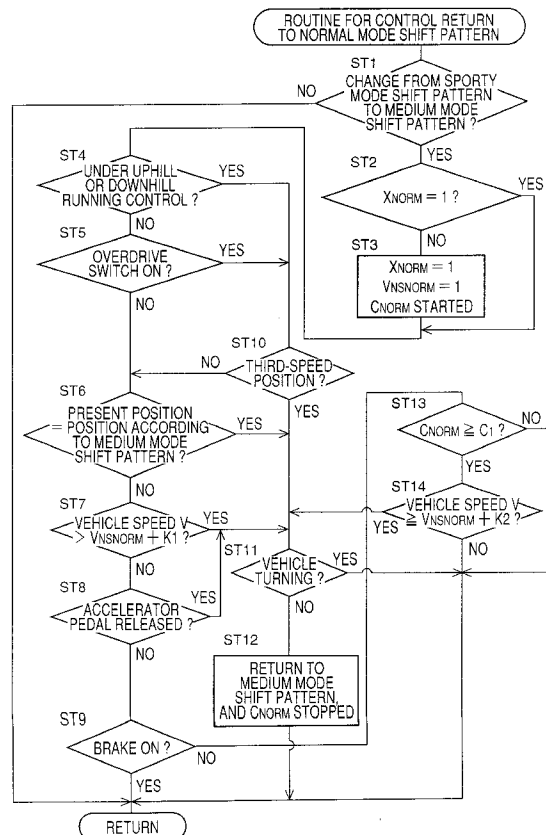 ROUTINE FOR CONTROL RETURN
TO NORMAL MODE SHIFT PATTERN
ST1
CHANGE FROM SPORTY
MODE SHIFT PATTERN
TO MEDIUM MODE
SHIFT PATTERN ?
NO
YES
ST2
XNORM = 1 ?
YES
NO
ST3
XNORM = 1
VNSNORM = 1
CNORM STARTED
ST4
UNDER UPHILL
OR DOWNHILL
RUNNING CONTROL ?
YES
NO
ST5
OVERDRIVE
SWITCH ON ?
YES
NO
ST10
THIRD-SPEED
POSITION ?
NO
YES
ST6
PRESENT POSITION
= POSITION ACCORDING
TO MEDIUM MODE
SHIFT PATTERN ?
YES
NO
ST13
CNORM ≧ C1 ?
NO
YES
ST7
VEHICLE SPEED V
> VNSNORM + K1 ?
YES
NO
ST14
VEHICLE SPEED V
≧ VNSNORM + K2 ?
YES
NO
ST8
ACCELERATOR
PEDAL RELEASED ?
YES
NO
ST11
VEHICLE
TURNING ?
YES
NO
ST12
RETURN TO
MEDIUM MODE
SHIFT PATTERN,
AND CNORM STOPPED
ST9
BRAKE ON ?
NO
YES
RETURN